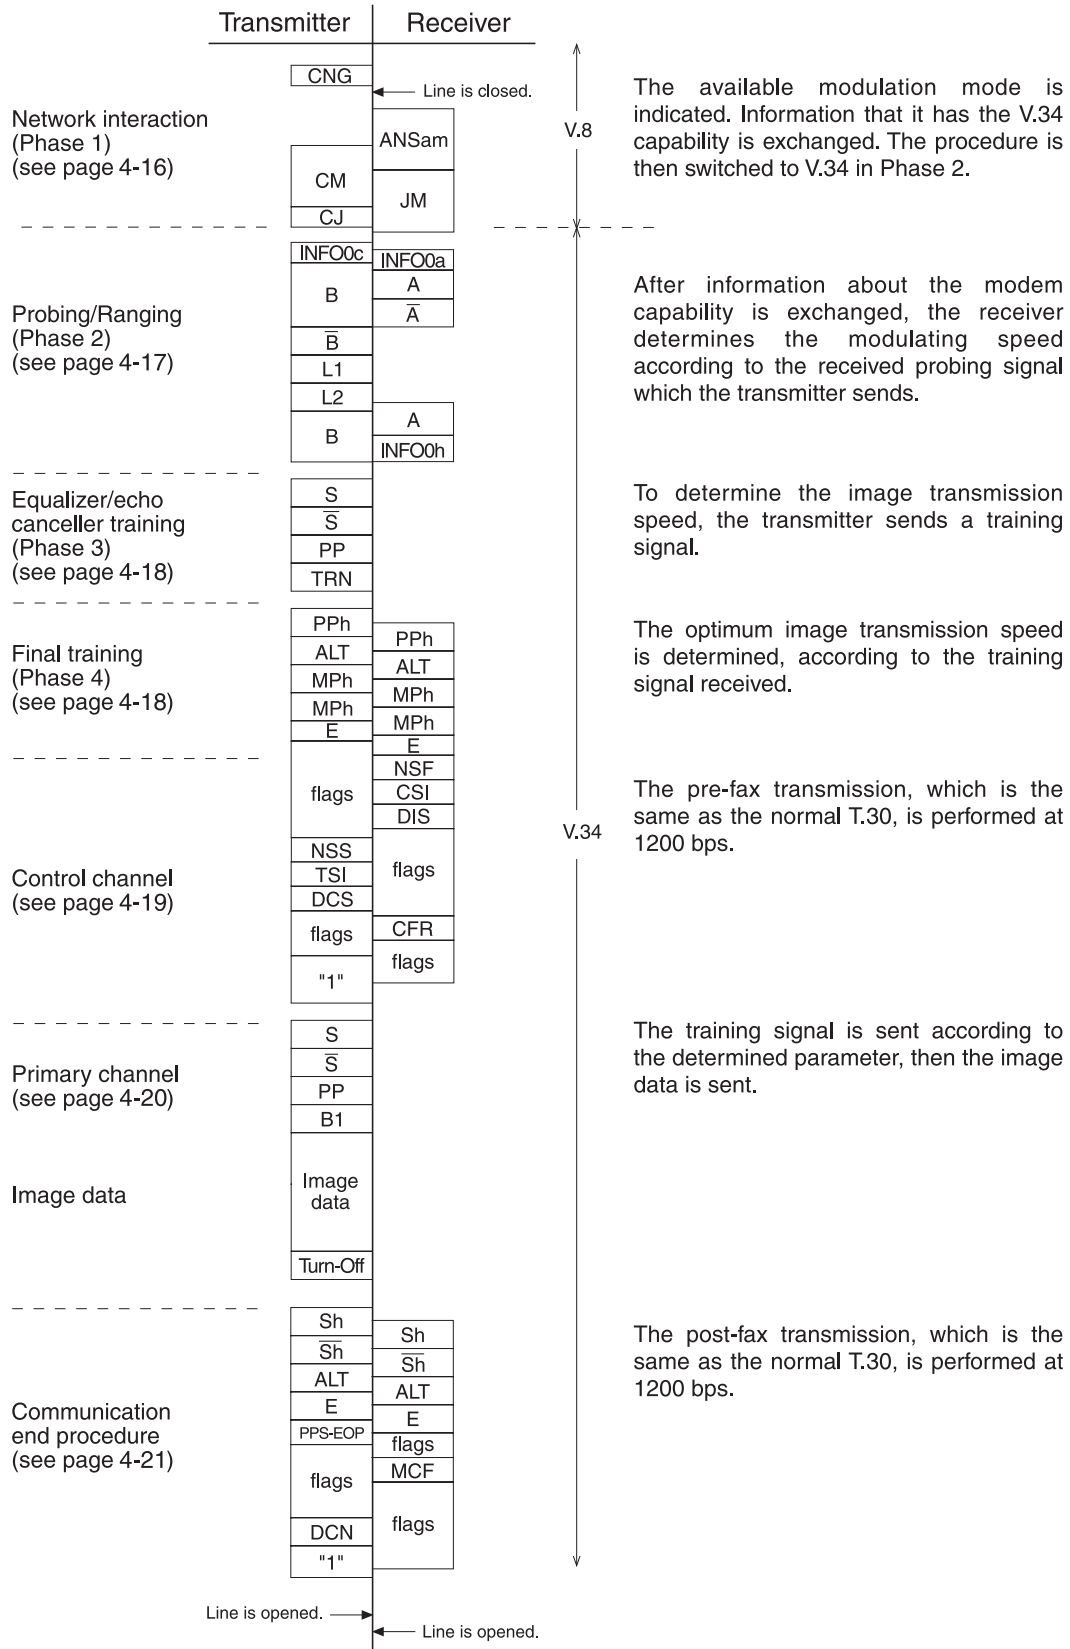 Transmitter
Receiver
CNG
Line is closed.
Network interaction
(Phase 1)
(see page 4-16)
ANSam
CM
JM
CJ
V.8
The available modulation mode is
indicated. Information that it has the V.34
capability is exchanged. The procedure is
then switched to V.34 in Phase 2.
Probing/Ranging
(Phase 2)
(see page 4-17)
INFO0c
INFO0a
B
A
A̅
B̅
L1
L2
A
B
INFO0h
After information about the modem
capability is exchanged, the receiver
determines the modulating speed
according to the received probing signal
which the transmitter sends.
Equalizer/echo
canceller training
(Phase 3)
(see page 4-18)
S
S̅
PP
TRN
To determine the image transmission
speed, the transmitter sends a training
signal.
Final training
(Phase 4)
(see page 4-18)
PPh
PPh
ALT
ALT
MPh
MPh
MPh
MPh
E
E
The optimum image transmission speed
is determined, according to the training
signal received.
V.34
Control channel
(see page 4-19)
flags
NSF
CSI
DIS
NSS
TSI
DCS
flags
flags
CFR
flags
"1"
The pre-fax transmission, which is the
same as the normal T.30, is performed at
1200 bps.
Primary channel
(see page 4-20)
S
S̅
PP
B1
The training signal is sent according to
the determined parameter, then the image
data is sent.
Image data
Image
data
Turn-Off
Communication
end procedure
(see page 4-21)
Sh
Sh
S̅h̅
S̅h̅
ALT
ALT
E
E
PPS-EOP
flags
MCF
flags
flags
DCN
"1"
The post-fax transmission, which is the
same as the normal T.30, is performed at
1200 bps.
Line is opened.
Line is opened.